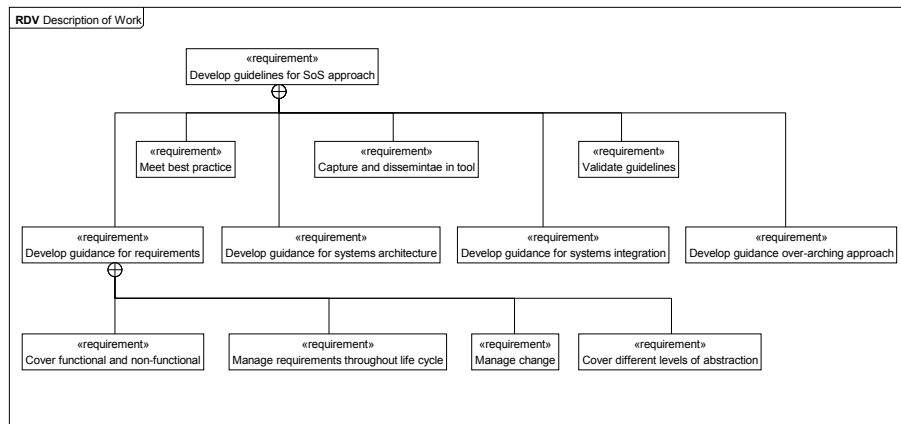 RDV Description of Work
«requirement»
Develop guidelines for SoS approach
«requirement»
Meet best practice
«requirement»
Capture and dissemintae in tool
«requirement»
Validate guidelines
«requirement»
Develop guidance for requirements
«requirement»
Develop guidance for systems architecture
«requirement»
Develop guidance for systems integration
«requirement»
Develop guidance over-arching approach
«requirement»
Cover functional and non-functional
«requirement»
Manage requirements throughout life cycle
«requirement»
Manage change
«requirement»
Cover different levels of abstraction